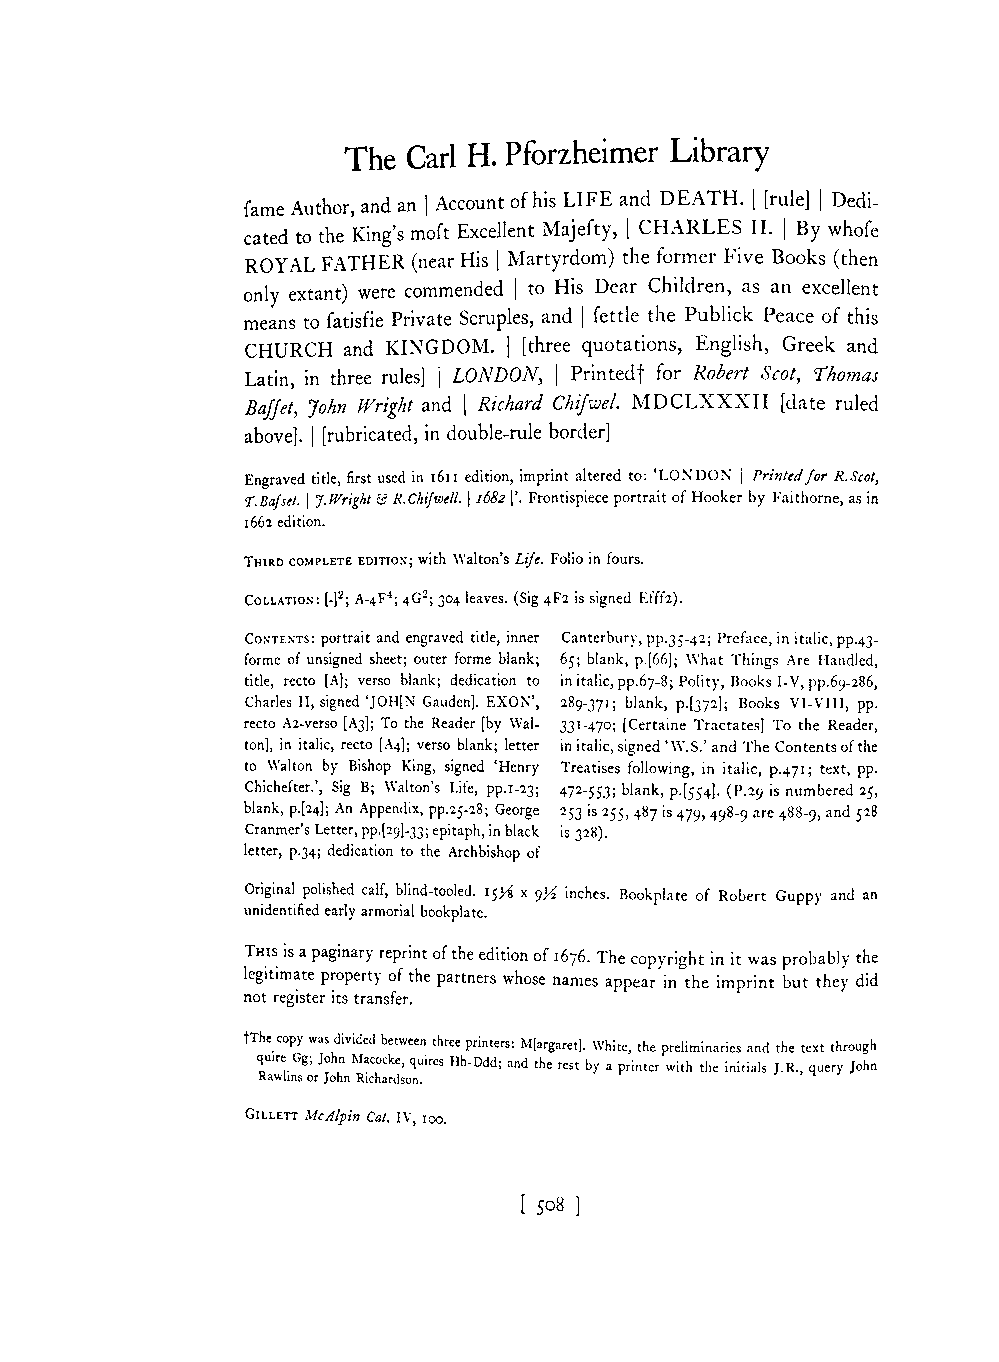 The Carl H. Pforzheimer Library
ſame Author, and an | Account of his LIFE and DEATH. | [rule] | Dedi-
cated to the King's moſt Excellent Majeſty, | CHARLES II. | By whoſe
ROYAL FATHER (near His | Martyrdom) the former Five Books (then
only extant) were commended | to His Dear Children, as an excellent
means to ſatisfie Private Scruples, and | ſettle the Publick Peace of this
CHURCH and KINGDOM. | [three quotations, English, Greek and
Latin, in three rules] | LONDON, | Printed† for Robert Scot, Thomas
Baſſet, John Wright and | Richard Chiſwel. MDCLXXXII [date ruled
above]. | [rubricated, in double-rule border]
Engraved title, first used in 1611 edition, imprint altered to: 'LONDON | Printed for R.Scot,
T.Baſset. | J.Wright & R.Chiſwell. | 1682 |'. Frontispiece portrait of Hooker by Faithorne, as in
1662 edition.
THIRD COMPLETE EDITION; with Walton's Life. Folio in fours.
COLLATION: [-]²; A-4F⁴; 4G²; 304 leaves. (Sig 4F2 is signed Efff2).
CONTENTS: portrait and engraved title, inner
forme of unsigned sheet; outer forme blank;
title, recto [A]; verso blank; dedication to
Charles II, signed 'JOH[N Gauden]. EXON',
recto A2-verso [A3]; To the Reader [by Wal-
ton], in italic, recto [A4]; verso blank; letter
to Walton by Bishop King, signed 'Henry
Chicheſter.', Sig B; Walton's Life, pp.1-23;
blank, p.[24]; An Appendix, pp.25-28; George
Cranmer's Letter, pp.[29]-33; epitaph, in black
letter, p.34; dedication to the Archbishop of
Canterbury, pp.35-42; Preface, in italic, pp.43-
65; blank, p.[66]; What Things Are Handled,
in italic, pp.67-8; Polity, Books I-V, pp.69-286,
289-371; blank, p.[372]; Books VI-VIII, pp.
331-470; [Certaine Tractates] To the Reader,
in italic, signed 'W.S.' and The Contents of the
Treatises following, in italic, p.471; text, pp.
472-553; blank, p.[554]. (P.29 is numbered 25,
253 is 255, 487 is 479, 498-9 are 488-9, and 528
is 328).
Original polished calf, blind-tooled. 15⅛ x 9½ inches. Bookplate of Robert Guppy and an
unidentified early armorial bookplate.
THIS is a paginary reprint of the edition of 1676. The copyright in it was probably the
legitimate property of the partners whose names appear in the imprint but they did
not register its transfer.
†The copy was divided between three printers: M[argaret]. White, the preliminaries and the text through
quire Gg; John Macocke, quires Hh-Ddd; and the rest by a printer with the initials J.R., query John
Rawlins or John Richardson.
GILLETT McAlpin Cat. IV, 100.
[ 508 ]